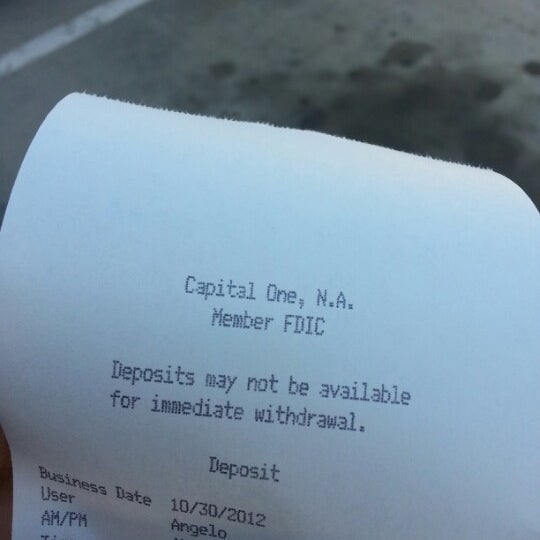 Capital One, N.A.
Member FDIC
Deposits may not be available
for immediate withdrawal.
Deposit
Business Date 10/30/2012
User Angelo
AM/PM